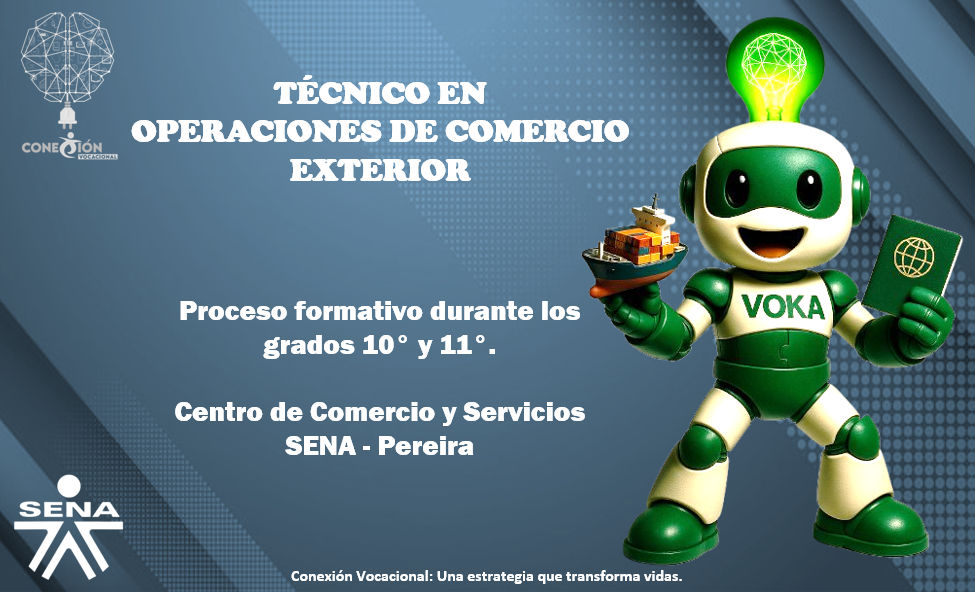 CONEXIÓN
VOCACIONAL
TÉCNICO EN
OPERACIONES DE COMERCIO
EXTERIOR
VOKA
Proceso formativo durante los
grados 10° y 11°.
Centro de Comercio y Servicios
SENA - Pereira
SENA
Conexión Vocacional: Una estrategia que transforma vidas.